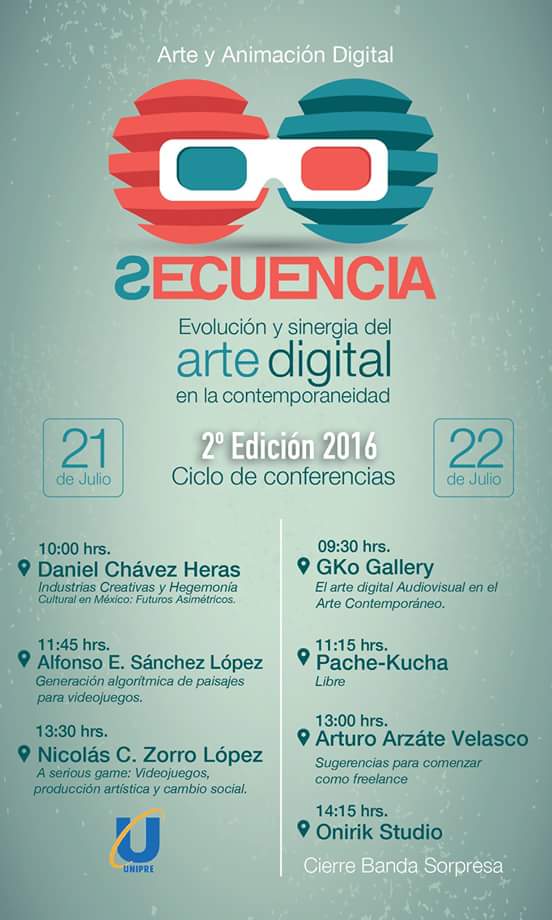 Arte y Animación Digital
SECUENCIA
Evolución y sinergia del
arte digital
en la contemporaneidad
2º Edición 2016
Ciclo de conferencias
21
de Julio
22
de Julio
10:00 hrs.
Daniel Chávez Heras
Industrias Creativas y Hegemonía
Cultural en México: Futuros Asimétricos.
11:45 hrs.
Alfonso E. Sánchez López
Generación algorítmica de paisajes
para videojuegos.
13:30 hrs.
Nicolás C. Zorro López
A serious game: Videojuegos,
producción artística y cambio social.
UNIPRE
09:30 hrs.
GKo Gallery
El arte digital Audiovisual en el
Arte Contemporáneo.
11:15 hrs.
Pache-Kucha
Libre
13:00 hrs.
Arturo Arzáte Velasco
Sugerencias para comenzar
como freelance
14:15 hrs.
Onirik Studio
Cierre Banda Sorpresa